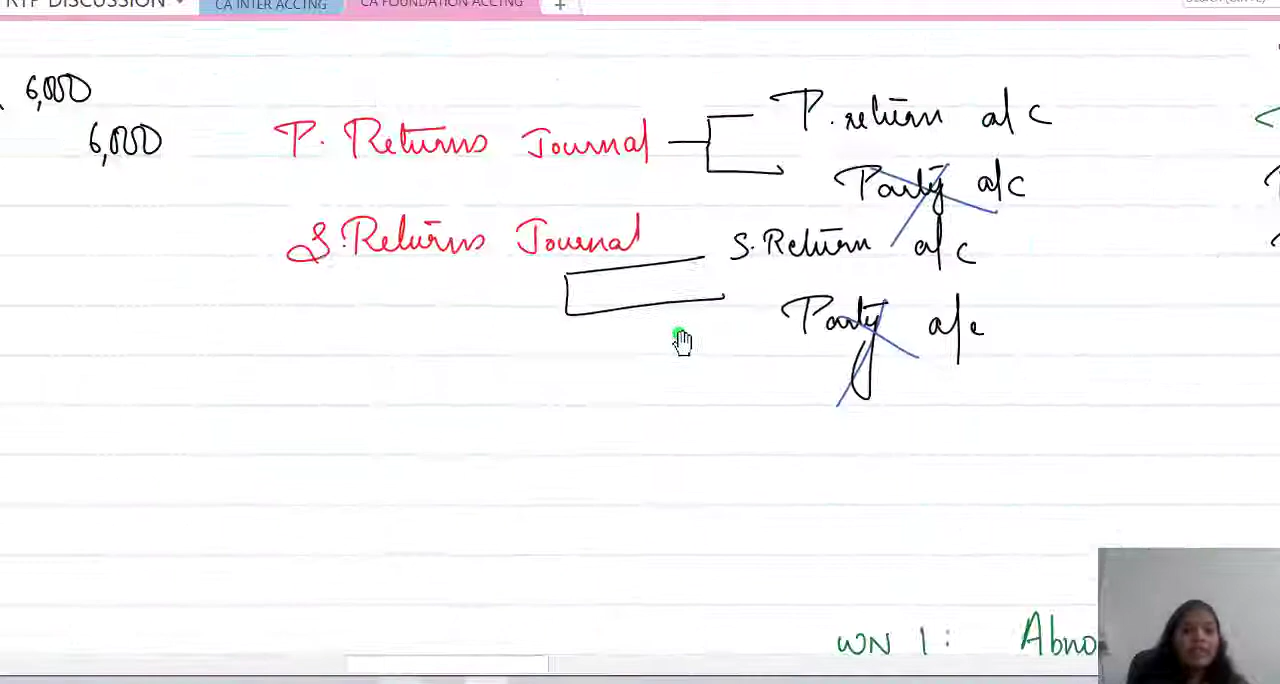 RTP DISCUSSION CA INTER ACCTNG CA FOUNDATION ACCTNG +
6,000
6,000
P. Returns Journal
P. return a/c
Party a/c
S. Returns Journal
S. Return a/c
Party a/c
WN 1: Abno